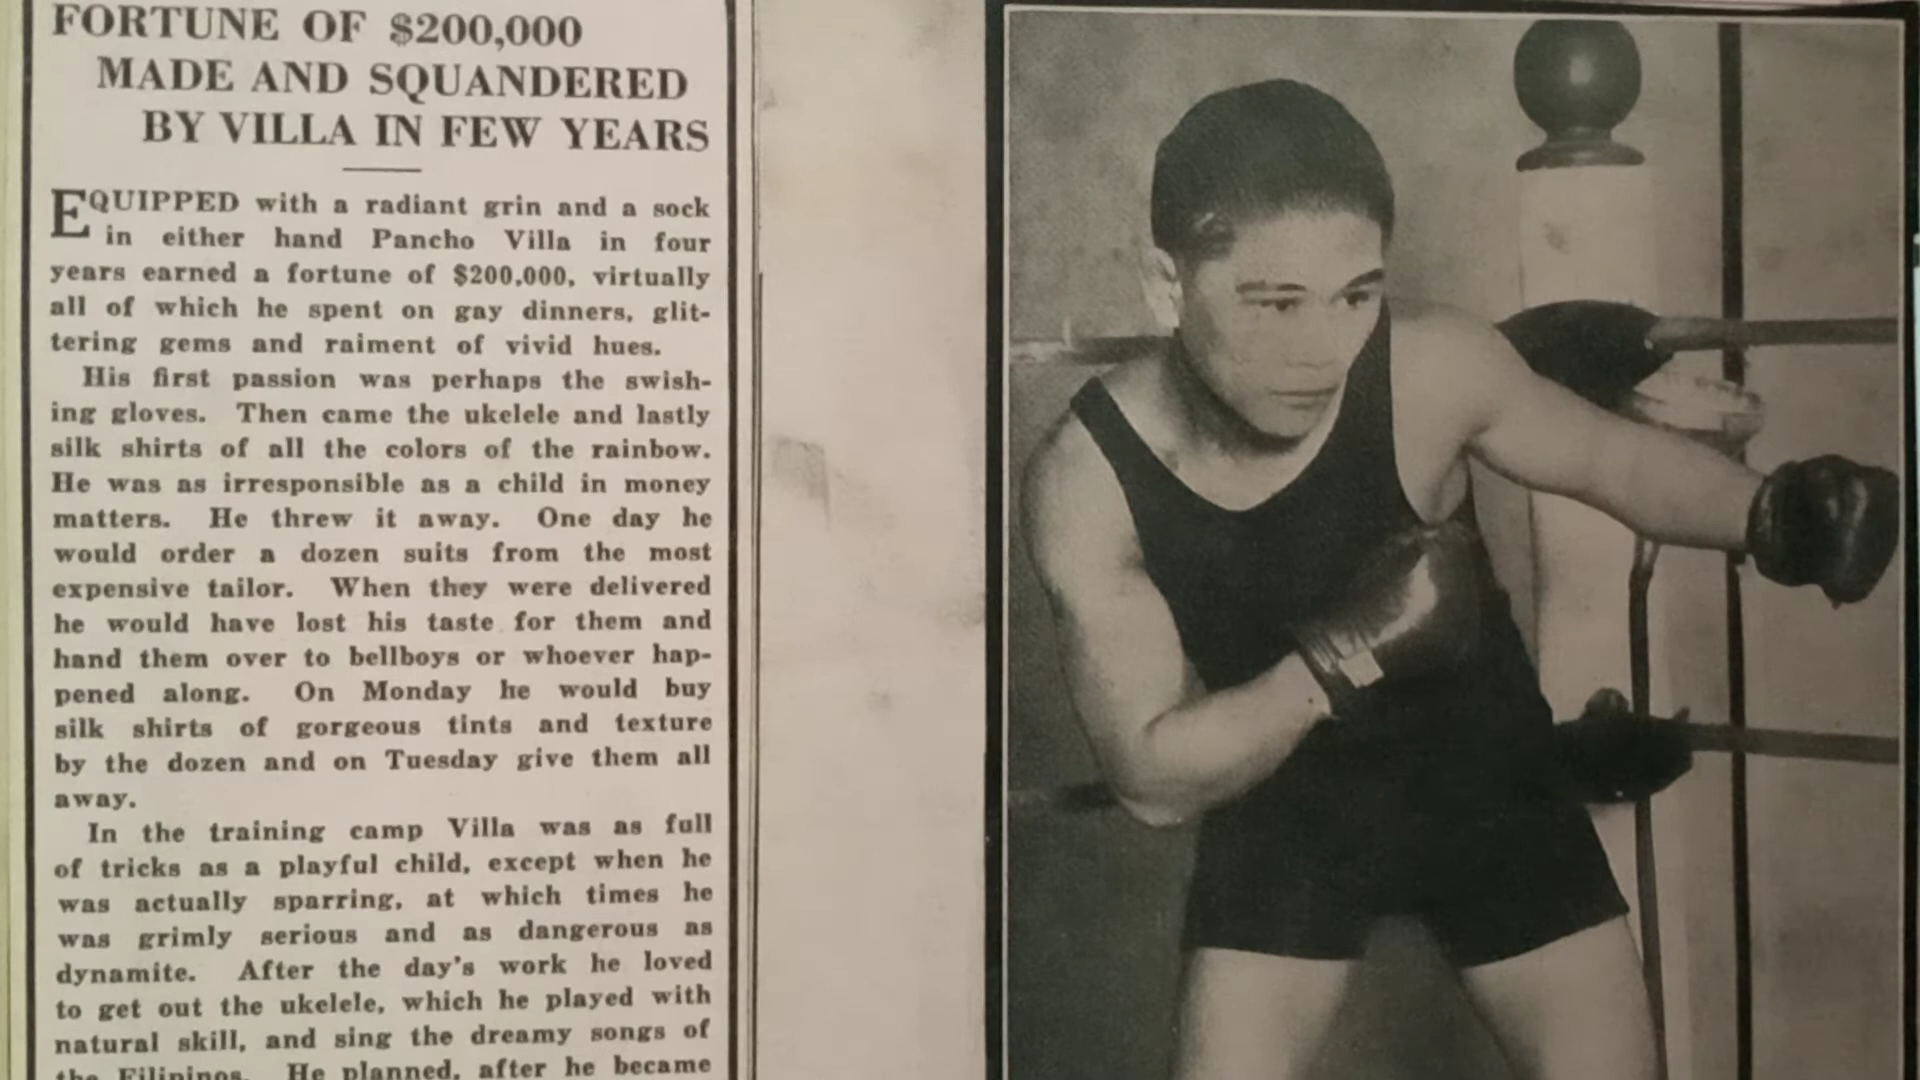 FORTUNE OF $200,000
MADE AND SQUANDERED
BY VILLA IN FEW YEARS
EQUIPPED with a radiant grin and a sock
in either hand Pancho Villa in four
years earned a fortune of $200,000, virtually
all of which he spent on gay dinners, glit-
tering gems and raiment of vivid hues.
His first passion was perhaps the swish-
ing gloves. Then came the ukelele and lastly
silk shirts of all the colors of the rainbow.
He was as irresponsible as a child in money
matters. He threw it away. One day he
would order a dozen suits from the most
expensive tailor. When they were delivered
he would have lost his taste for them and
hand them over to bellboys or whoever hap-
pened along. On Monday he would buy
silk shirts of gorgeous tints and texture
by the dozen and on Tuesday give them all
away.
In the training camp Villa was as full
of tricks as a playful child, except when he
was actually sparring, at which times he
was grimly serious and as dangerous as
dynamite. After the day's work he loved
to get out the ukelele, which he played with
natural skill, and sing the dreamy songs of
the Filipinos. He planned, after he became